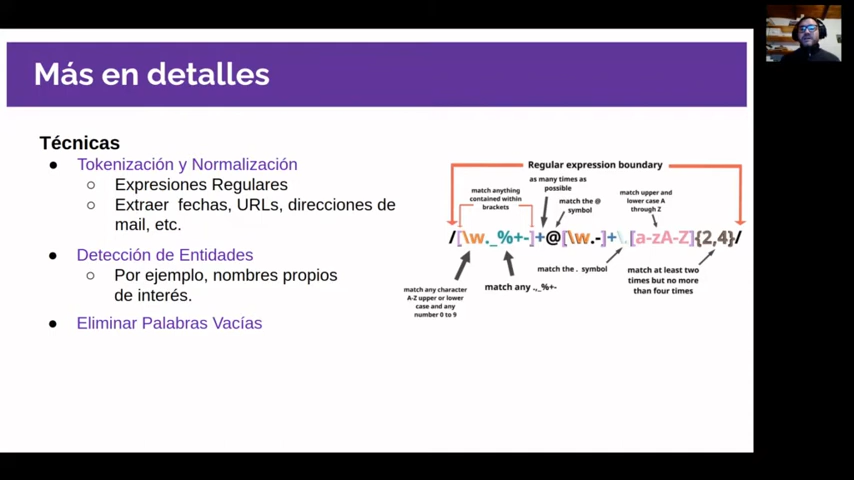 Más en detalles
Técnicas
● Tokenización y Normalización
○ Expresiones Regulares
○ Extraer fechas, URLs, direcciones de
mail, etc.
● Detección de Entidades
○ Por ejemplo, nombres propios
de interés.
● Eliminar Palabras Vacías
Regular expression boundary
match anything
contained within
brackets
as many times as
possible
match the @
symbol
match upper and
lower case A
through Z
/[\w._%+-]+@[\w.-]+\.[a-zA-Z]{2,4}/
match any character
A-Z upper or lower
case and any
number 0 to 9
match any .,_%+-
match the . symbol
match at least two
times but no more
than four times